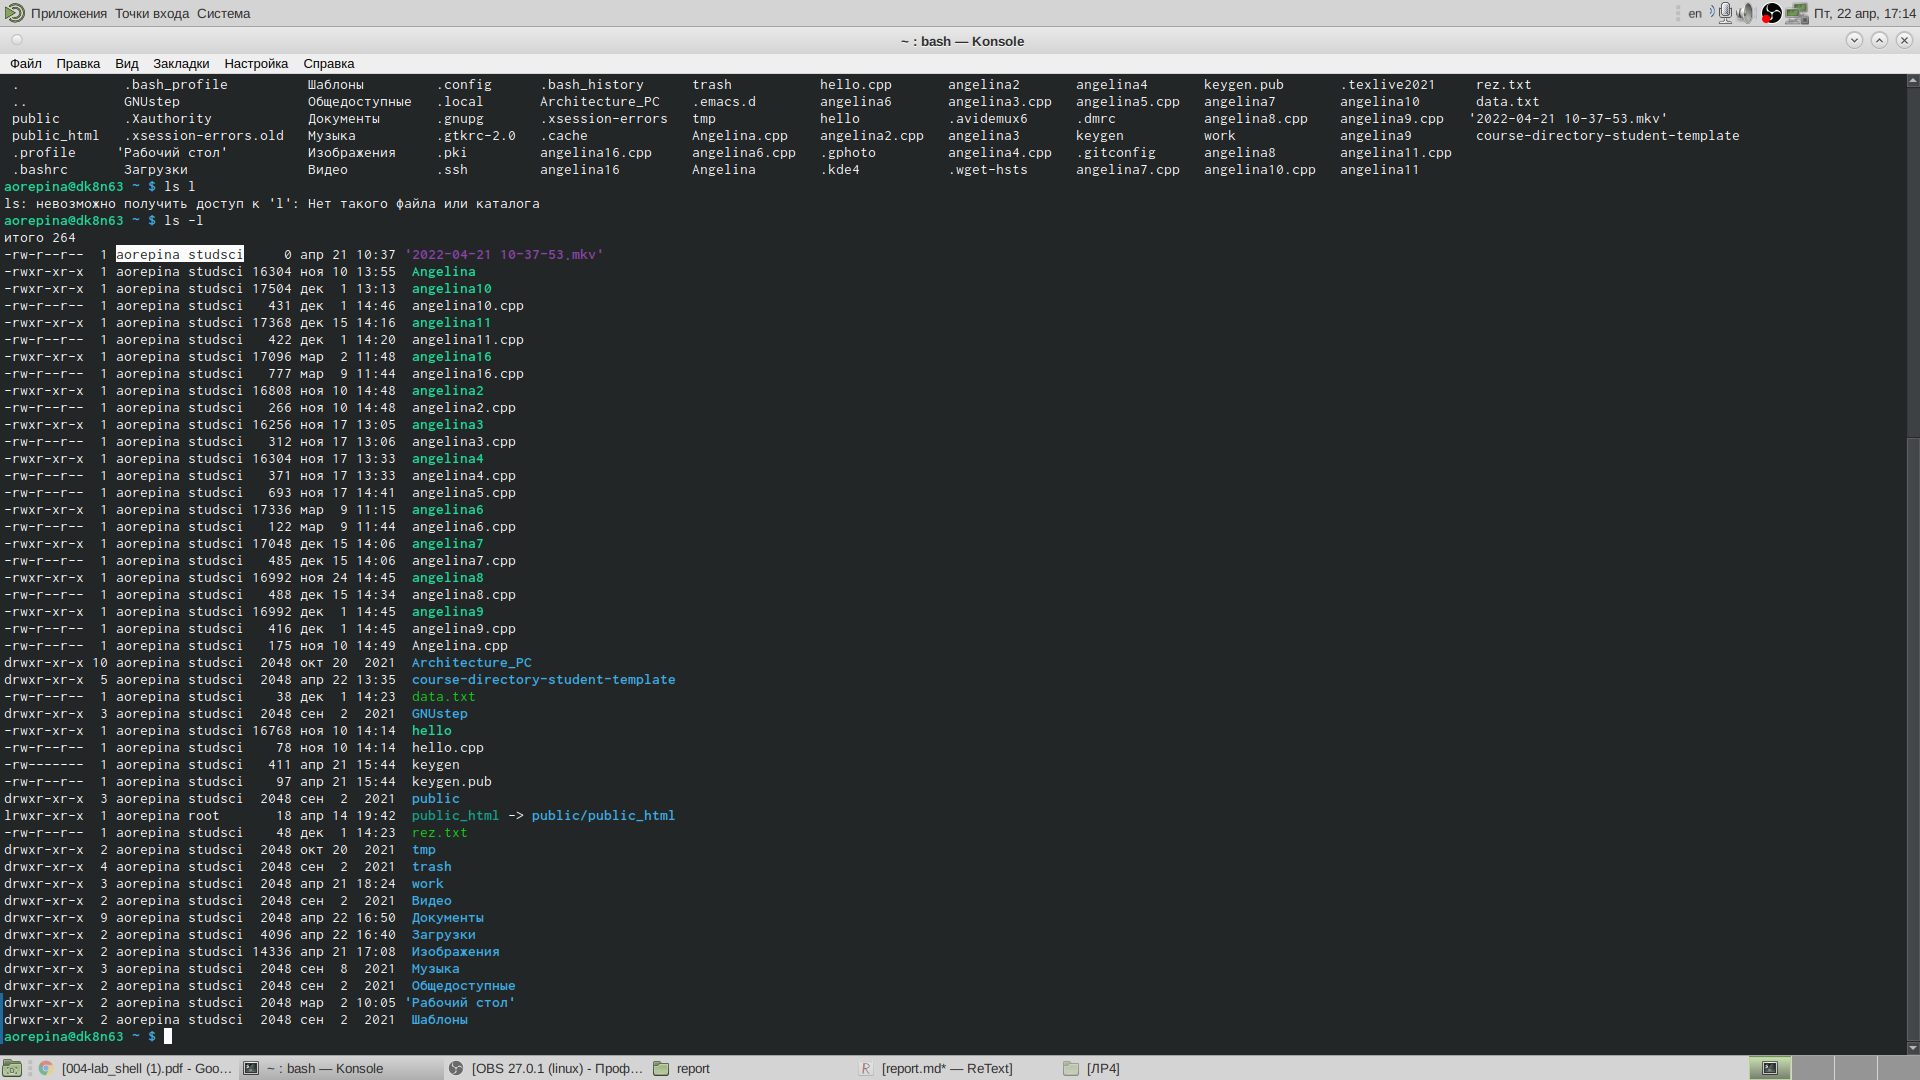 Приложения Точки входа Система en Пт, 22 апр, 17:14
~ : bash — Konsole
Файл Правка Вид Закладки Настройка Справка
. .bash_profile Шаблоны .config .bash_history trash hello.cpp angelina2 angelina4 keygen.pub .texlive2021 rez.txt
.. GNUstep Общедоступные .local Architecture_PC .emacs.d angelina6 angelina3.cpp angelina5.cpp angelina7 angelina10 data.txt
public .Xauthority Документы .gnupg .xsession-errors tmp hello .avidemux6 .dmrc angelina8.cpp angelina9.cpp '2022-04-21 10-37-53.mkv'
public_html .xsession-errors.old Музыка .gtkrc-2.0 .cache Angelina.cpp angelina2.cpp angelina3 keygen work angelina9 course-directory-student-template
.profile 'Рабочий стол' Изображения .pki angelina16.cpp angelina6.cpp .gphoto angelina4.cpp .gitconfig angelina8 angelina11.cpp
.bashrc Загрузки Видео .ssh angelina16 Angelina .kde4 .wget-hsts angelina7.cpp angelina10.cpp angelina11
aorepina@dk8n63 ~ $ ls l
ls: невозможно получить доступ к 'l': Нет такого файла или каталога
aorepina@dk8n63 ~ $ ls -l
итого 264
-rw-r--r-- 1 aorepina studsci 0 апр 21 10:37 '2022-04-21 10-37-53.mkv'
-rwxr-xr-x 1 aorepina studsci 16304 ноя 10 13:55 Angelina
-rwxr-xr-x 1 aorepina studsci 17504 дек 1 13:13 angelina10
-rw-r--r-- 1 aorepina studsci 431 дек 1 14:46 angelina10.cpp
-rwxr-xr-x 1 aorepina studsci 17368 дек 15 14:16 angelina11
-rw-r--r-- 1 aorepina studsci 422 дек 1 14:20 angelina11.cpp
-rwxr-xr-x 1 aorepina studsci 17096 мар 2 11:48 angelina16
-rw-r--r-- 1 aorepina studsci 777 мар 9 11:44 angelina16.cpp
-rwxr-xr-x 1 aorepina studsci 16808 ноя 10 14:48 angelina2
-rw-r--r-- 1 aorepina studsci 266 ноя 10 14:48 angelina2.cpp
-rwxr-xr-x 1 aorepina studsci 16256 ноя 17 13:05 angelina3
-rw-r--r-- 1 aorepina studsci 312 ноя 17 13:06 angelina3.cpp
-rwxr-xr-x 1 aorepina studsci 16304 ноя 17 13:33 angelina4
-rw-r--r-- 1 aorepina studsci 371 ноя 17 13:33 angelina4.cpp
-rw-r--r-- 1 aorepina studsci 693 ноя 17 14:41 angelina5.cpp
-rwxr-xr-x 1 aorepina studsci 17336 мар 9 11:15 angelina6
-rw-r--r-- 1 aorepina studsci 122 мар 9 11:44 angelina6.cpp
-rwxr-xr-x 1 aorepina studsci 17048 дек 15 14:06 angelina7
-rw-r--r-- 1 aorepina studsci 485 дек 15 14:06 angelina7.cpp
-rwxr-xr-x 1 aorepina studsci 16992 ноя 24 14:45 angelina8
-rw-r--r-- 1 aorepina studsci 488 дек 15 14:34 angelina8.cpp
-rwxr-xr-x 1 aorepina studsci 16992 дек 1 14:45 angelina9
-rw-r--r-- 1 aorepina studsci 416 дек 1 14:45 angelina9.cpp
-rw-r--r-- 1 aorepina studsci 175 ноя 10 14:49 Angelina.cpp
drwxr-xr-x 10 aorepina studsci 2048 окт 20 2021 Architecture_PC
drwxr-xr-x 5 aorepina studsci 2048 апр 22 13:35 course-directory-student-template
-rw-r--r-- 1 aorepina studsci 38 дек 1 14:23 data.txt
drwxr-xr-x 3 aorepina studsci 2048 сен 2 2021 GNUstep
-rwxr-xr-x 1 aorepina studsci 16768 ноя 10 14:14 hello
-rw-r--r-- 1 aorepina studsci 78 ноя 10 14:14 hello.cpp
-rw------- 1 aorepina studsci 411 апр 21 15:44 keygen
-rw-r--r-- 1 aorepina studsci 97 апр 21 15:44 keygen.pub
drwxr-xr-x 3 aorepina studsci 2048 сен 2 2021 public
lrwxr-xr-x 1 aorepina root 18 апр 14 19:42 public_html -> public/public_html
-rw-r--r-- 1 aorepina studsci 48 дек 1 14:23 rez.txt
drwxr-xr-x 2 aorepina studsci 2048 окт 20 2021 tmp
drwxr-xr-x 4 aorepina studsci 2048 сен 2 2021 trash
drwxr-xr-x 3 aorepina studsci 2048 апр 21 18:24 work
drwxr-xr-x 2 aorepina studsci 2048 сен 2 2021 Видео
drwxr-xr-x 9 aorepina studsci 2048 апр 22 16:50 Документы
drwxr-xr-x 2 aorepina studsci 4096 апр 22 16:40 Загрузки
drwxr-xr-x 2 aorepina studsci 14336 апр 21 17:08 Изображения
drwxr-xr-x 3 aorepina studsci 2048 сен 8 2021 Музыка
drwxr-xr-x 2 aorepina studsci 2048 сен 2 2021 Общедоступные
drwxr-xr-x 2 aorepina studsci 2048 мар 2 10:05 'Рабочий стол'
drwxr-xr-x 2 aorepina studsci 2048 сен 2 2021 Шаблоны
aorepina@dk8n63 ~ $
[004-lab_shell (1).pdf - Goo... ~ : bash — Konsole [OBS 27.0.1 (linux) - Проф... report [report.md* — ReText] [ЛР4]